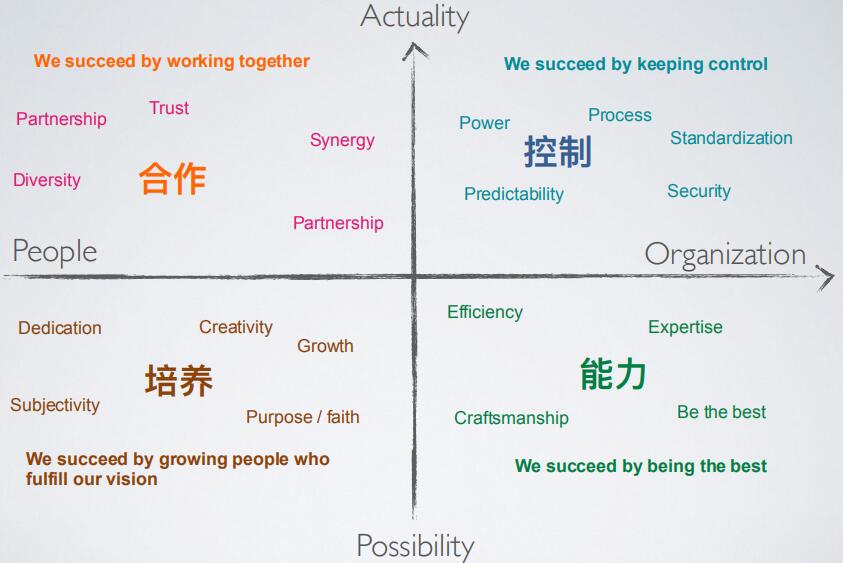 Actuality
We succeed by working together
We succeed by keeping control
Partnership
Trust
Synergy
Diversity
合作
Partnership
Power
Process
控制
Standardization
Predictability
Security
People
Organization
Dedication
Creativity
Growth
培养
Subjectivity
Purpose / faith
We succeed by growing people who
fulfill our vision
Efficiency
Expertise
能力
Craftsmanship
Be the best
We succeed by being the best
Possibility